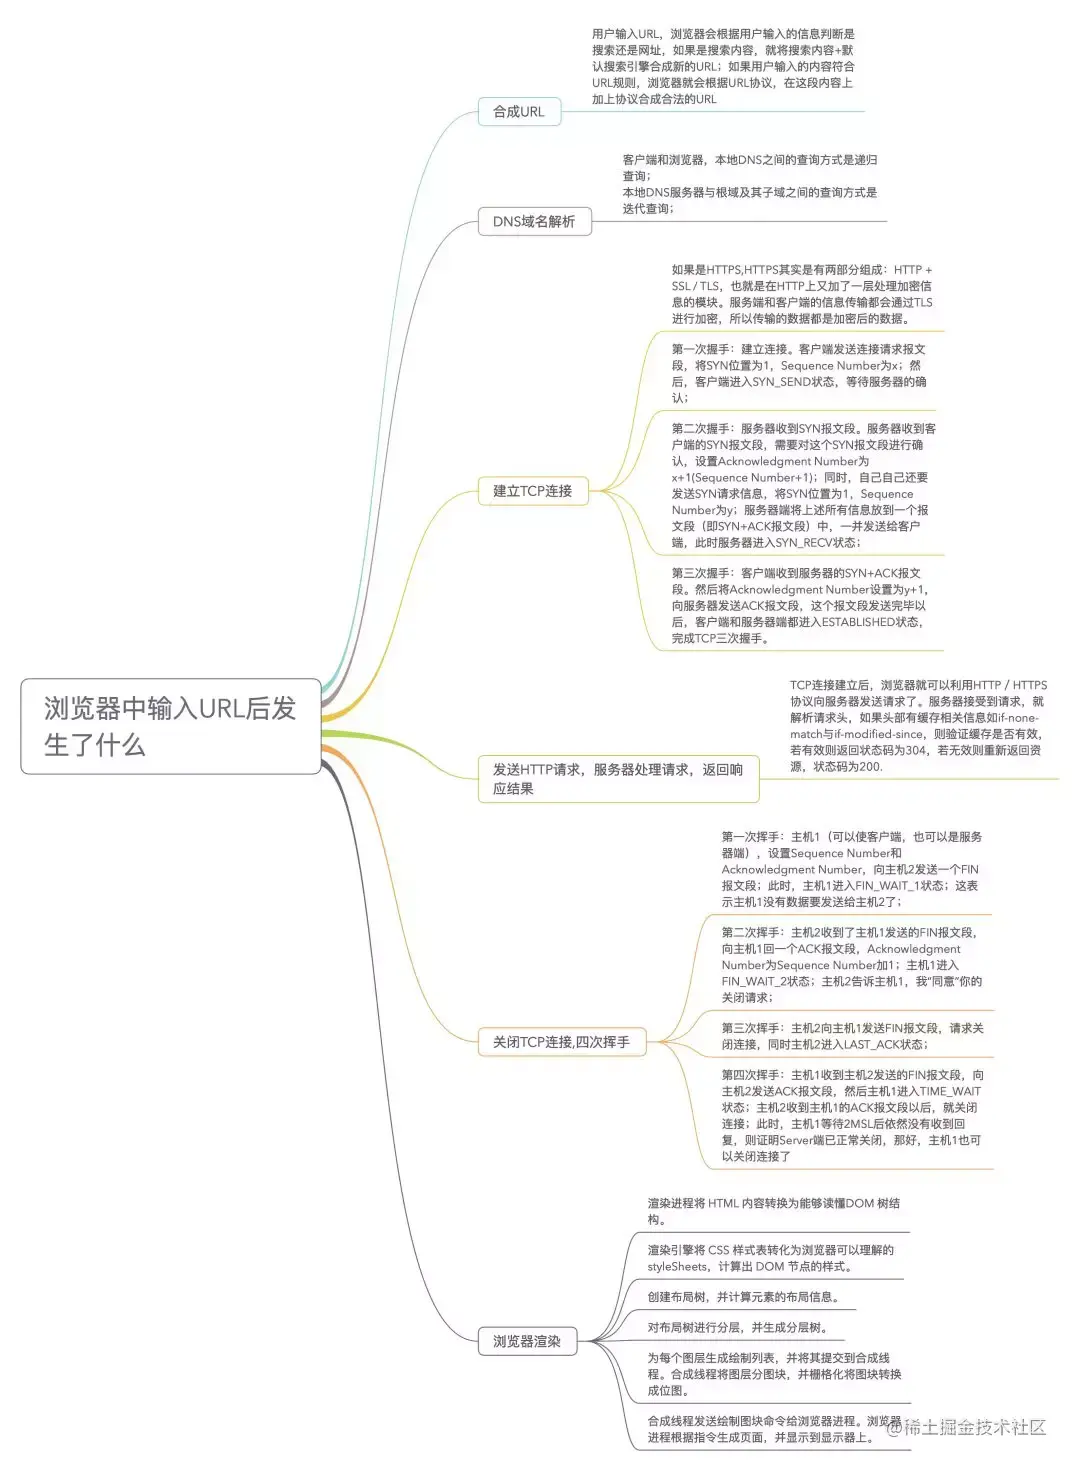 用户输入URL，浏览器会根据用户输入的信息判断是
搜索还是网址，如果是搜索内容，就将搜索内容+默
认搜索引擎合成新的URL；如果用户输入的内容符合
URL规则，浏览器就会根据URL协议，在这段内容上
加上协议合成合法的URL
合成URL
客户端和浏览器，本地DNS之间的查询方式是递归
查询；
本地DNS服务器与根域及其子域之间的查询方式是
迭代查询；
DNS域名解析
如果是HTTPS,HTTPS其实是有两部分组成：HTTP +
SSL / TLS，也就是在HTTP上又加了一层处理加密信
息的模块。服务端和客户端的信息传输都会通过TLS
进行加密，所以传输的数据都是加密后的数据。
第一次握手：建立连接。客户端发送连接请求报文
段，将SYN位置为1，Sequence Number为x；然
后，客户端进入SYN_SEND状态，等待服务器的确
认；
第二次握手：服务器收到SYN报文段。服务器收到客
户端的SYN报文段，需要对这个SYN报文段进行确
认，设置Acknowledgment Number为
x+1(Sequence Number+1)；同时，自己自己还要
发送SYN请求信息，将SYN位置为1，Sequence
Number为y；服务器端将上述所有信息放到一个报
文段（即SYN+ACK报文段）中，一并发送给客户
端，此时服务器进入SYN_RECV状态；
建立TCP连接
第三次握手：客户端收到服务器的SYN+ACK报文
段。然后将Acknowledgment Number设置为y+1，
向服务器发送ACK报文段，这个报文段发送完毕以
后，客户端和服务器端都进入ESTABLISHED状态，
完成TCP三次握手。
浏览器中输入URL后发
生了什么
TCP连接建立后，浏览器就可以利用HTTP／HTTPS
协议向服务器发送请求了。服务器接受到请求，就
解析请求头，如果头部有缓存相关信息如if-none-
match与if-modified-since，则验证缓存是否有效，
若有效则返回状态码为304，若无效则重新返回资
源，状态码为200.
发送HTTP请求，服务器处理请求，返回响
应结果
第一次挥手：主机1（可以使客户端，也可以是服务
器端），设置Sequence Number和
Acknowledgment Number，向主机2发送一个FIN
报文段；此时，主机1进入FIN_WAIT_1状态；这表
示主机1没有数据要发送给主机2了；
第二次挥手：主机2收到了主机1发送的FIN报文段，
向主机1回一个ACK报文段，Acknowledgment
Number为Sequence Number加1；主机1进入
FIN_WAIT_2状态；主机2告诉主机1，我“同意”你的
关闭请求；
关闭TCP连接,四次挥手
第三次挥手：主机2向主机1发送FIN报文段，请求关
闭连接，同时主机2进入LAST_ACK状态；
第四次挥手：主机1收到主机2发送的FIN报文段，向
主机2发送ACK报文段，然后主机1进入TIME_WAIT
状态；主机2收到主机1的ACK报文段以后，就关闭
连接；此时，主机1等待2MSL后依然没有收到回
复，则证明Server端已正常关闭，那好，主机1也可
以关闭连接了
渲染进程将 HTML 内容转换为能够读懂DOM 树结
构。
渲染引擎将 CSS 样式表转化为浏览器可以理解的
styleSheets，计算出 DOM 节点的样式。
创建布局树，并计算元素的布局信息。
对布局树进行分层，并生成分层树。
浏览器渲染
为每个图层生成绘制列表，并将其提交到合成线
程。合成线程将图层分图块，并栅格化将图块转换
成位图。
合成线程发送绘制图块命令给浏览器进程。浏览器
进程根据指令生成页面，并显示到显示器上。
@稀土掘金技术社区